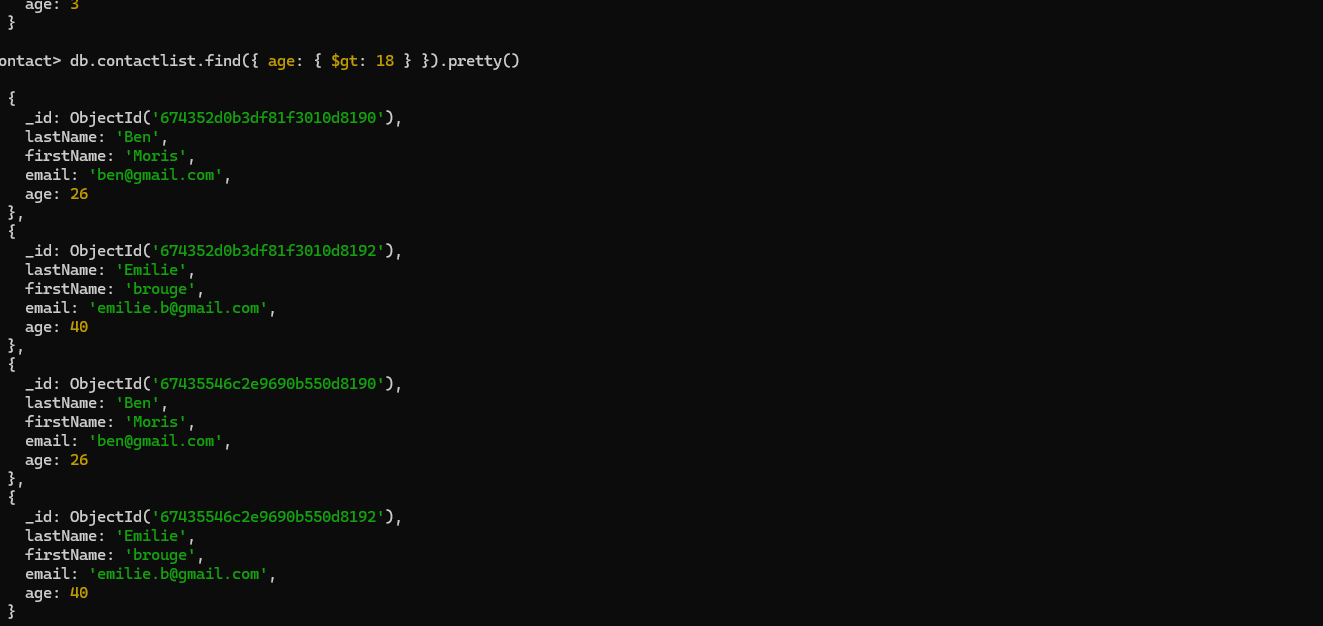 age: 3
}
ontact> db.contactlist.find({ age: { $gt: 18 } }).pretty()
{
_id: ObjectId('674352d0b3df81f3010d8190'),
lastName: 'Ben',
firstName: 'Moris',
email: 'ben@gmail.com',
age: 26
},
{
_id: ObjectId('674352d0b3df81f3010d8192'),
lastName: 'Emilie',
firstName: 'brouge',
email: 'emilie.b@gmail.com',
age: 40
},
{
_id: ObjectId('67435546c2e9690b550d8190'),
lastName: 'Ben',
firstName: 'Moris',
email: 'ben@gmail.com',
age: 26
},
{
_id: ObjectId('67435546c2e9690b550d8192'),
lastName: 'Emilie',
firstName: 'brouge',
email: 'emilie.b@gmail.com',
age: 40
}